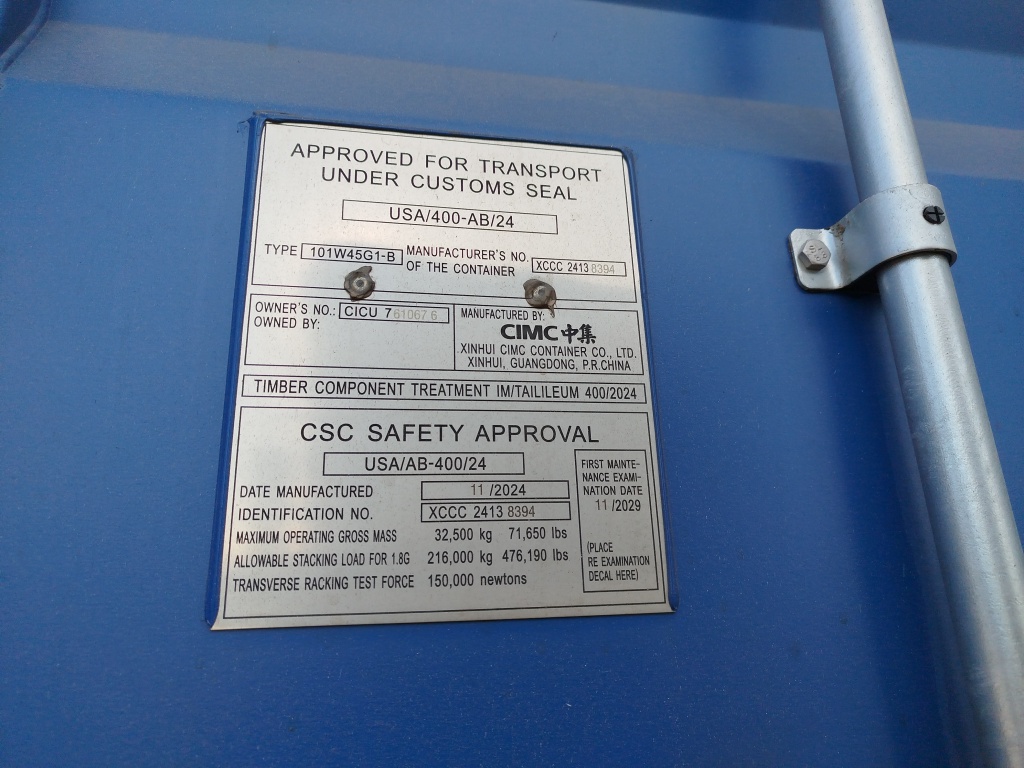 APPROVED FOR TRANSPORT
UNDER CUSTOMS SEAL
USA/400-AB/24
TYPE 101W45G1-B
MANUFACTURER'S NO.
OF THE CONTAINER
XCCC 2413 8394
OWNER'S NO.: CICU 761067 6
OWNED BY:
MANUFACTURED BY:
CIMC 中集
XINHUI CIMC CONTAINER CO., LTD.
XINHUI, GUANGDONG, P.R.CHINA
TIMBER COMPONENT TREATMENT IM/TAILILEUM 400/2024
CSC SAFETY APPROVAL
USA/AB-400/24
DATE MANUFACTURED 11 /2024
IDENTIFICATION NO. XCCC 2413 8394
MAXIMUM OPERATING GROSS MASS 32,500 kg 71,650 lbs
ALLOWABLE STACKING LOAD FOR 1.8G 216,000 kg 476,190 lbs
TRANSVERSE RACKING TEST FORCE 150,000 newtons
FIRST MAINTE-
NANCE EXAMI-
NATION DATE
11 /2029
(PLACE
RE EXAMINATION
DECAL HERE)